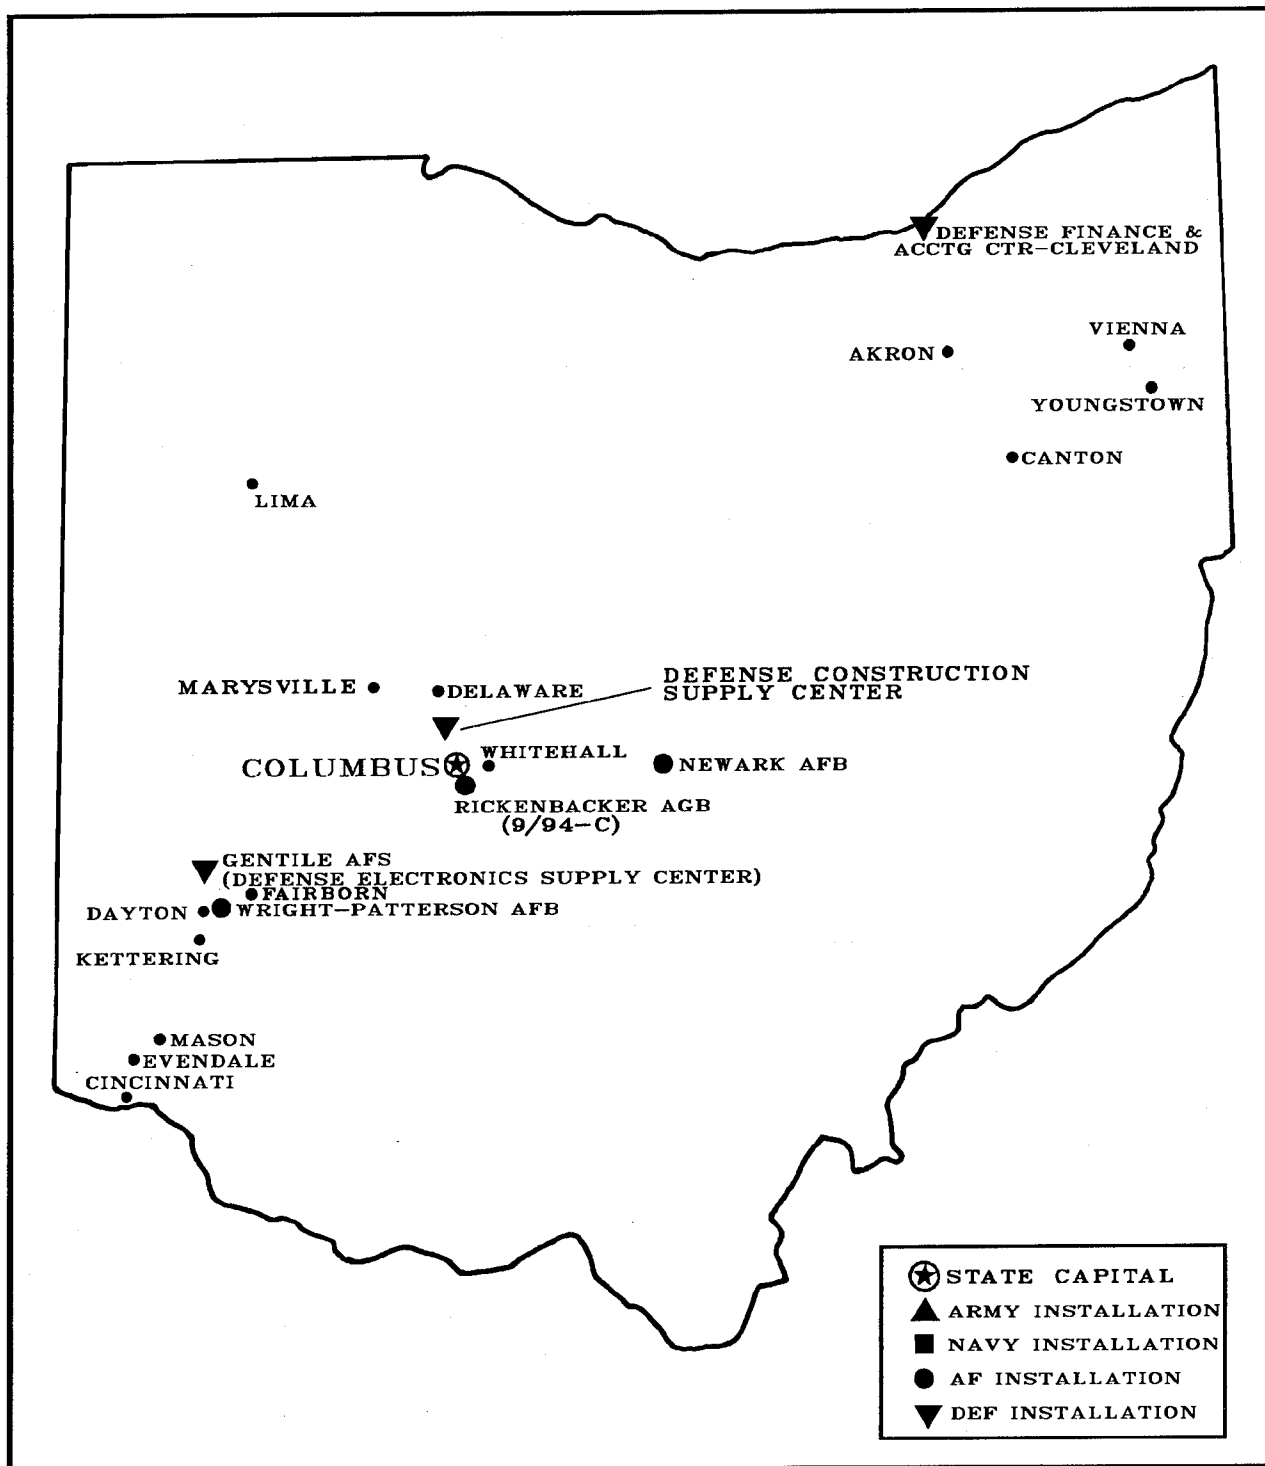 DEFENSE FINANCE &
ACCTG CTR-CLEVELAND
VIENNA
AKRON
YOUNGSTOWN
CANTON
LIMA
DEFENSE CONSTRUCTION
SUPPLY CENTER
MARYSVILLE
DELAWARE
WHITEHALL
COLUMBUS
NEWARK AFB
RICKENBACKER AGB
(9/94-C)
GENTILE AFS
(DEFENSE ELECTRONICS SUPPLY CENTER)
FAIRBORN
DAYTON
WRIGHT-PATTERSON AFB
KETTERING
MASON
EVENDALE
CINCINNATI
STATE CAPITAL
ARMY INSTALLATION
NAVY INSTALLATION
AF INSTALLATION
DEF INSTALLATION